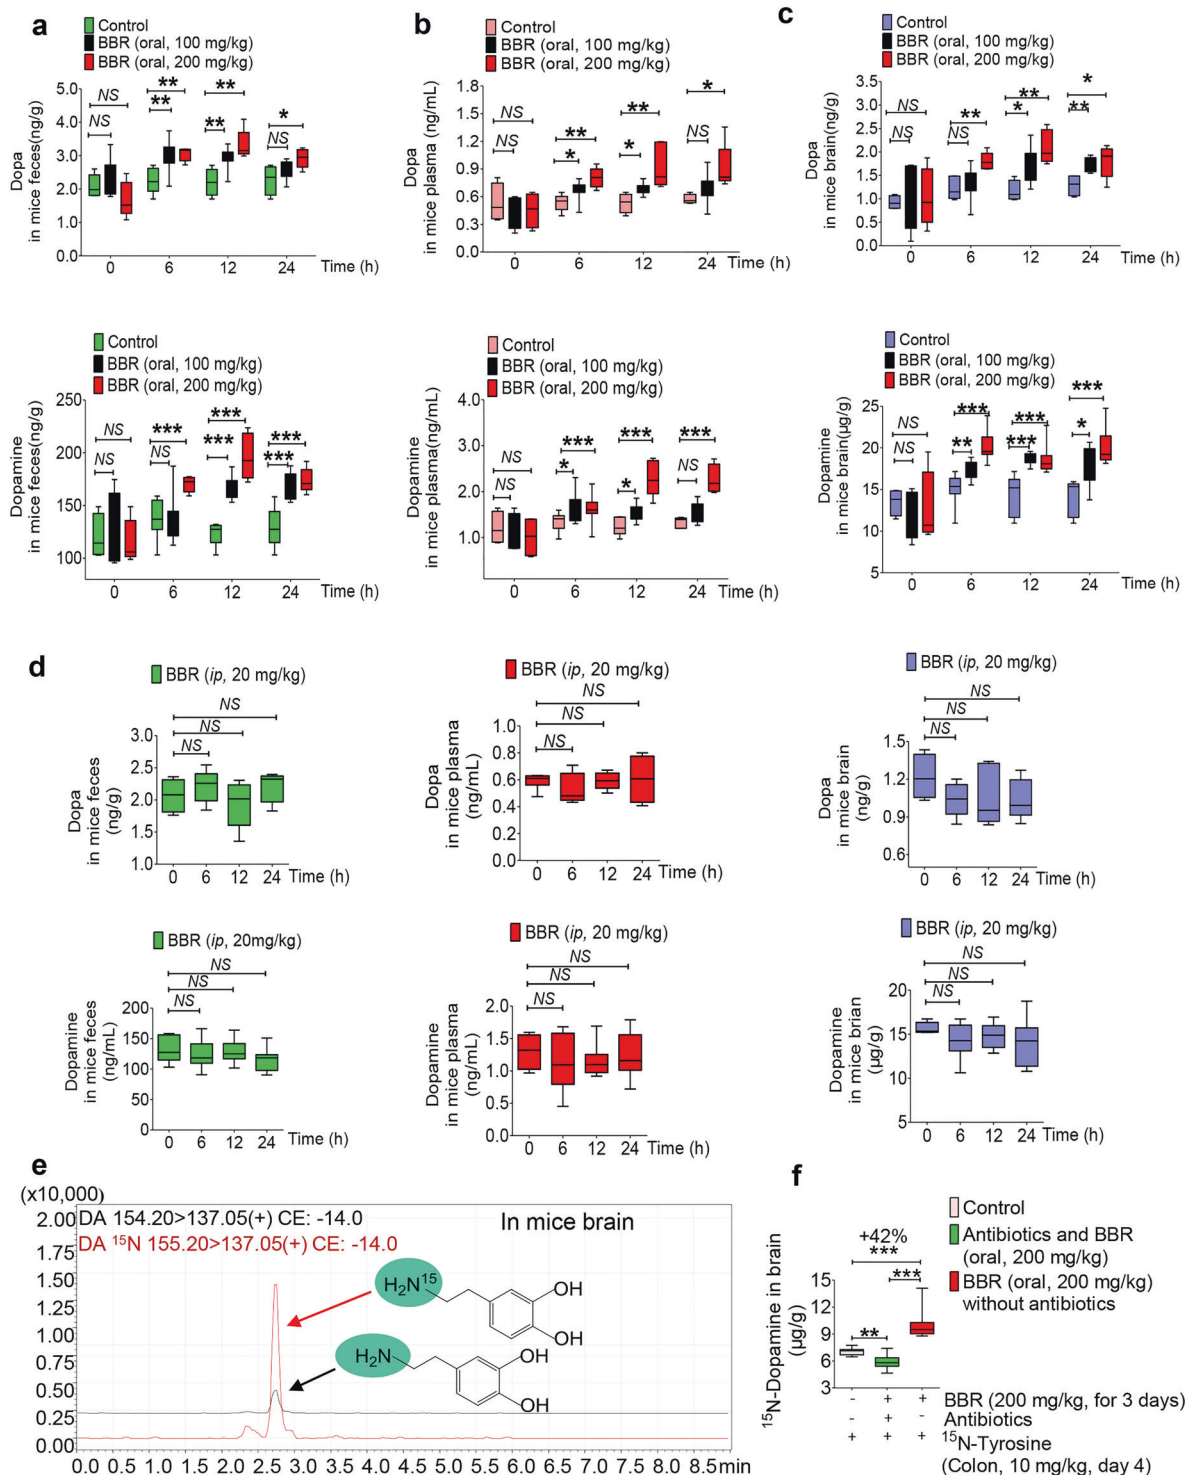 a
Control
BBR (oral, 100 mg/kg)
BBR (oral, 200 mg/kg)
Dopa
in mice feces(ng/g)
5.0
4.0
3.0
2.0
1.0
0.0
NS
NS
**
**
**
**
NS
*
0
6
12
24
Time (h)
b
Control
BBR (oral, 100 mg/kg)
BBR (oral, 200 mg/kg)
Dopa
in mice plasma (ng/mL)
1.8
1.5
1.2
0.9
0.6
0.3
0.0
NS
NS
**
*
**
*
*
NS
0
6
12
24
Time (h)
c
Control
BBR (oral, 100 mg/kg)
BBR (oral, 200 mg/kg)
Dopa
in mice brain(ng/g)
3.5
3.0
2.5
2.0
1.5
1.0
0.5
0.0
NS
NS
**
NS
**
*
*
**
0
6
12
24
Time (h)
Control
BBR (oral, 100 mg/kg)
BBR (oral, 200 mg/kg)
Dopamine
in mice feces(ng/g)
250
200
150
100
NS
NS
***
NS
***
***
***
***
0
6
12
24
Time (h)
Control
BBR (oral, 100 mg/kg)
BBR (oral, 200 mg/kg)
Dopamine
in mice plasma(ng/mL)
4.0
3.0
2.0
1.0
NS
NS
***
*
***
*
***
NS
0
6
12
24
Time (h)
Control
BBR (oral, 100 mg/kg)
BBR (oral, 200 mg/kg)
Dopamine
in mice brain(µg/g)
25
20
15
10
5
NS
NS
***
**
***
***
***
*
0
6
12
24
Time (h)
d
BBR (ip, 20 mg/kg)
Dopa
in mice feces
(ng/g)
3.0
2.5
2.0
1.5
1.0
NS
NS
NS
0 6 12 24 Time (h)
BBR (ip, 20 mg/kg)
Dopa
in mice plasma
(ng/mL)
1.0
0.8
0.6
0.4
0.2
0.0
NS
NS
NS
0 6 12 24 Time (h)
BBR (ip, 20 mg/kg)
Dopa
in mice brain
(ng/g)
1.5
1.2
0.9
0.6
NS
NS
NS
0 6 12 24 Time (h)
BBR (ip, 20mg/kg)
Dopamine
in mice feces
(ng/mL)
200
150
100
50
0
NS
NS
NS
0 6 12 24 Time (h)
BBR (ip, 20 mg/kg)
Dopamine
in mice plasma
(ng/mL)
2.0
1.5
1.0
0.5
0.0
NS
NS
NS
0 6 12 24 Time (h)
BBR (ip, 20 mg/kg)
Dopamine
in mice brian
(µg/g)
20
15
10
5
NS
NS
NS
0 6 12 24 Time (h)
e
(x10,000)
2.00
1.75
1.50
1.25
1.00
0.75
0.50
0.25
0.00
DA 154.20>137.05(+) CE: -14.0
DA ¹⁵N 155.20>137.05(+) CE: -14.0
In mice brain
H₂N¹⁵
OH
OH
H₂N
OH
OH
0.0 0.5 1.0 1.5 2.0 2.5 3.0 3.5 4.0 4.5 5.0 5.5 6.0 6.5 7.0 7.5 8.0 8.5min
f
Control
Antibiotics and BBR
(oral, 200 mg/kg)
BBR (oral, 200 mg/kg)
without antibiotics
¹⁵N-Dopamine in brain
(µg/g)
15
12
9
6
3
+42%
***
***
**
- + + BBR (200 mg/kg, for 3 days)
- + - Antibiotics
+ + + ¹⁵N-Tyrosine
(Colon, 10 mg/kg, day 4)